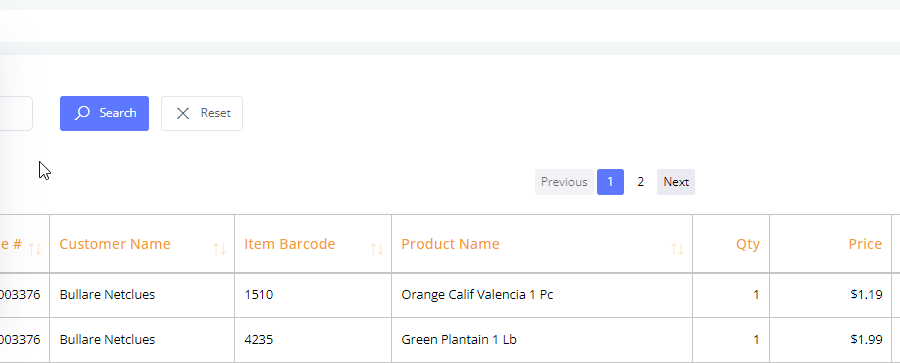 Search Reset
Previous 1 2 Next
e # Customer Name Item Barcode Product Name Qty Price
003376 Bullare Netclues 1510 Orange Calif Valencia 1 Pc 1 $1.19
003376 Bullare Netclues 4235 Green Plantain 1 Lb 1 $1.99